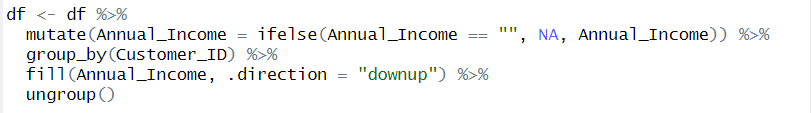 df <- df %>%
  mutate(Annual_Income = ifelse(Annual_Income == "", NA, Annual_Income)) %>%
  group_by(Customer_ID) %>%
  fill(Annual_Income, .direction = "downup") %>%
  ungroup()